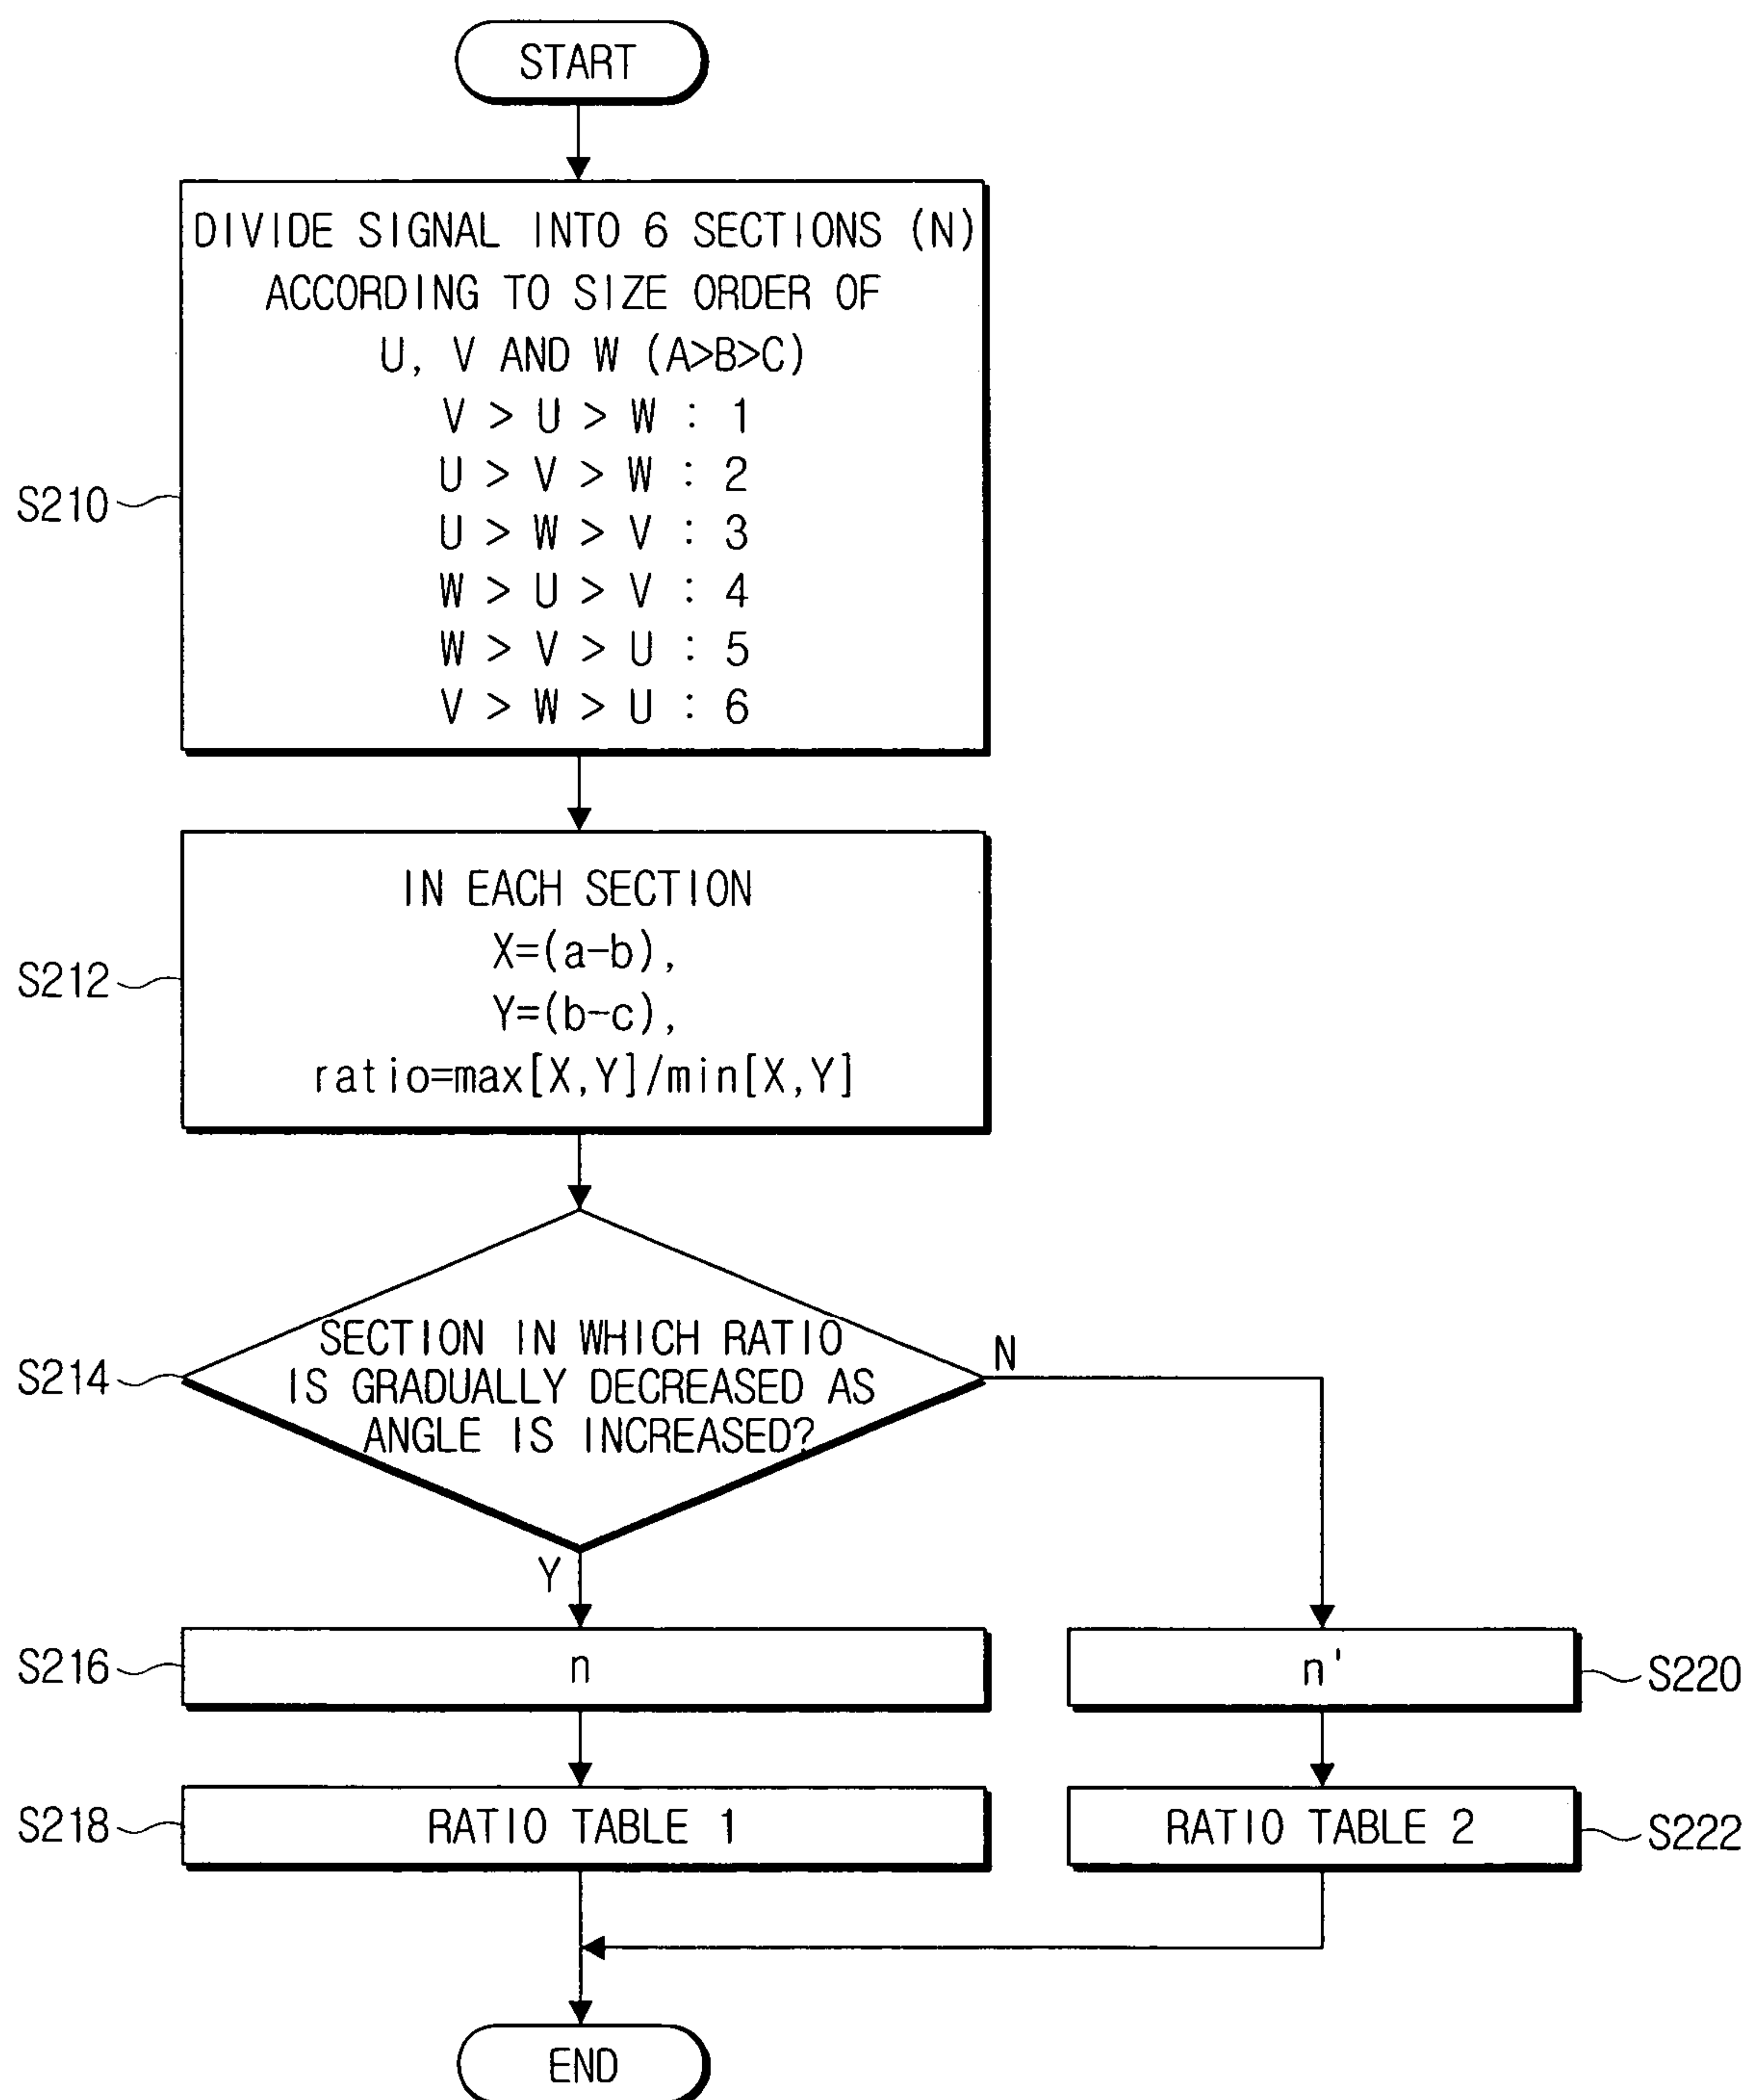 START
DIVIDE SIGNAL INTO 6 SECTIONS (N)
ACCORDING TO SIZE ORDER OF
U, V AND W (A>B>C)
V > U > W : 1
U > V > W : 2
U > W > V : 3
W > U > V : 4
W > V > U : 5
V > W > U : 6
S210
IN EACH SECTION
X=(a-b),
Y=(b-c),
ratio=max[X,Y]/min[X,Y]
S212
SECTION IN WHICH RATIO
IS GRADUALLY DECREASED AS
ANGLE IS INCREASED?
S214
N
Y
S216
n
n'
S220
S218
RATIO TABLE 1
RATIO TABLE 2
S222
END